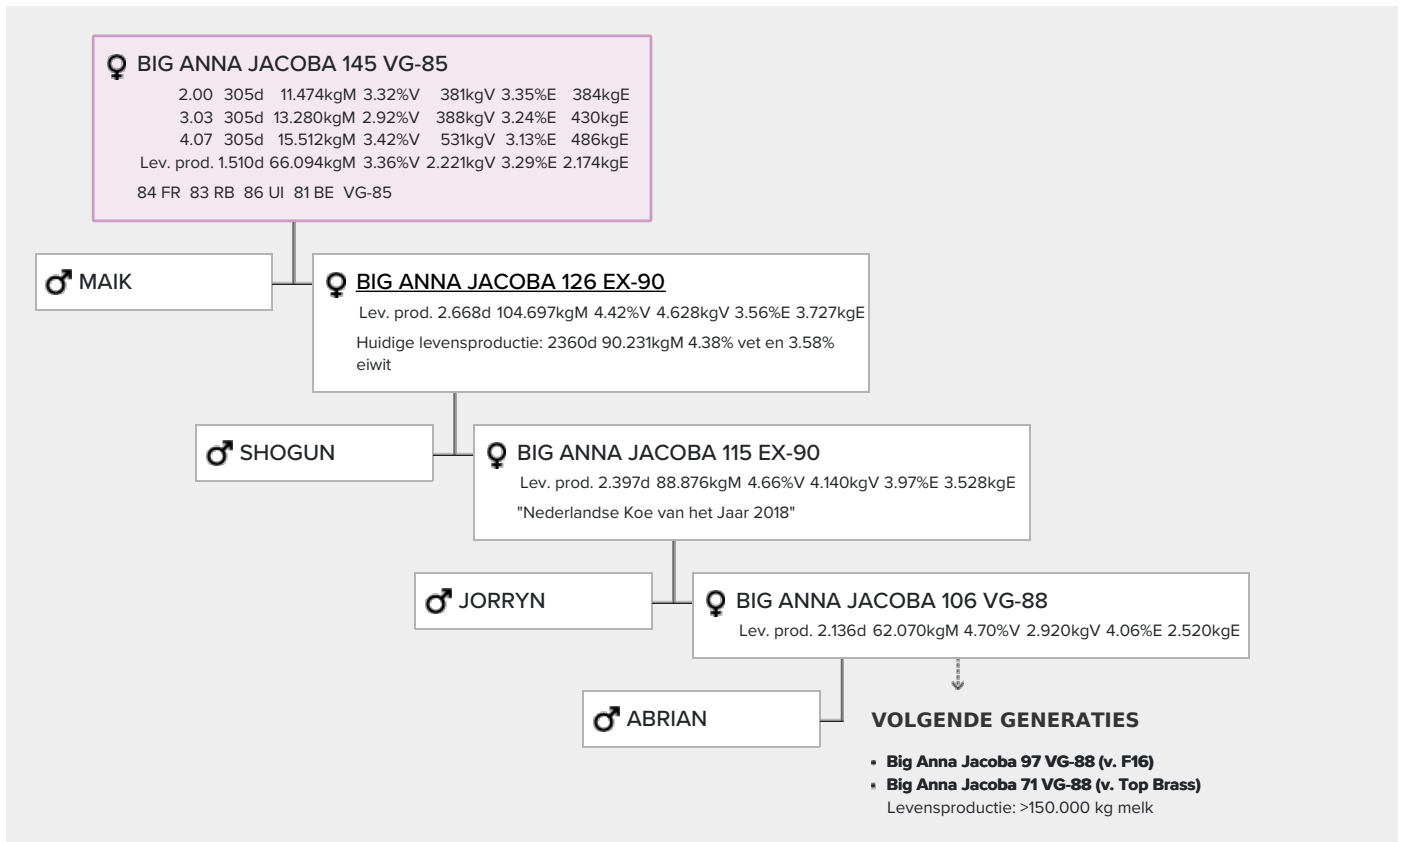 BIG ANNA JACOBA 145 VG-85
2.00 305d 11.474kgM 3.32%V 381kgV 3.35%E 384kgE
3.03 305d 13.280kgM 2.92%V 388kgV 3.24%E 430kgE
4.07 305d 15.512kgM 3.42%V 531kgV 3.13%E 486kgE
Lev. prod. 1.510d 66.094kgM 3.36%V 2.221kgV 3.29%E 2.174kgE
84 FR 83 RB 86 UI 81 BE VG-85
MAIK
BIG ANNA JACOBA 126 EX-90
Lev. prod. 2.668d 104.697kgM 4.42%V 4.628kgV 3.56%E 3.727kgE
Huidige levensproductie: 2360d 90.231kgM 4.38% vet en 3.58%
eiwit
SHOGUN
BIG ANNA JACOBA 115 EX-90
Lev. prod. 2.397d 88.876kgM 4.66%V 4.140kgV 3.97%E 3.528kgE
"Nederlandse Koe van het Jaar 2018"
JORRYN
BIG ANNA JACOBA 106 VG-88
Lev. prod. 2.136d 62.070kgM 4.70%V 2.920kgV 4.06%E 2.520kgE
ABRIAN
VOLGENDE GENERATIES
Big Anna Jacoba 97 VG-88 (v. F16)
Big Anna Jacoba 71 VG-88 (v. Top Brass)
Levensproductie: >150.000 kg melk